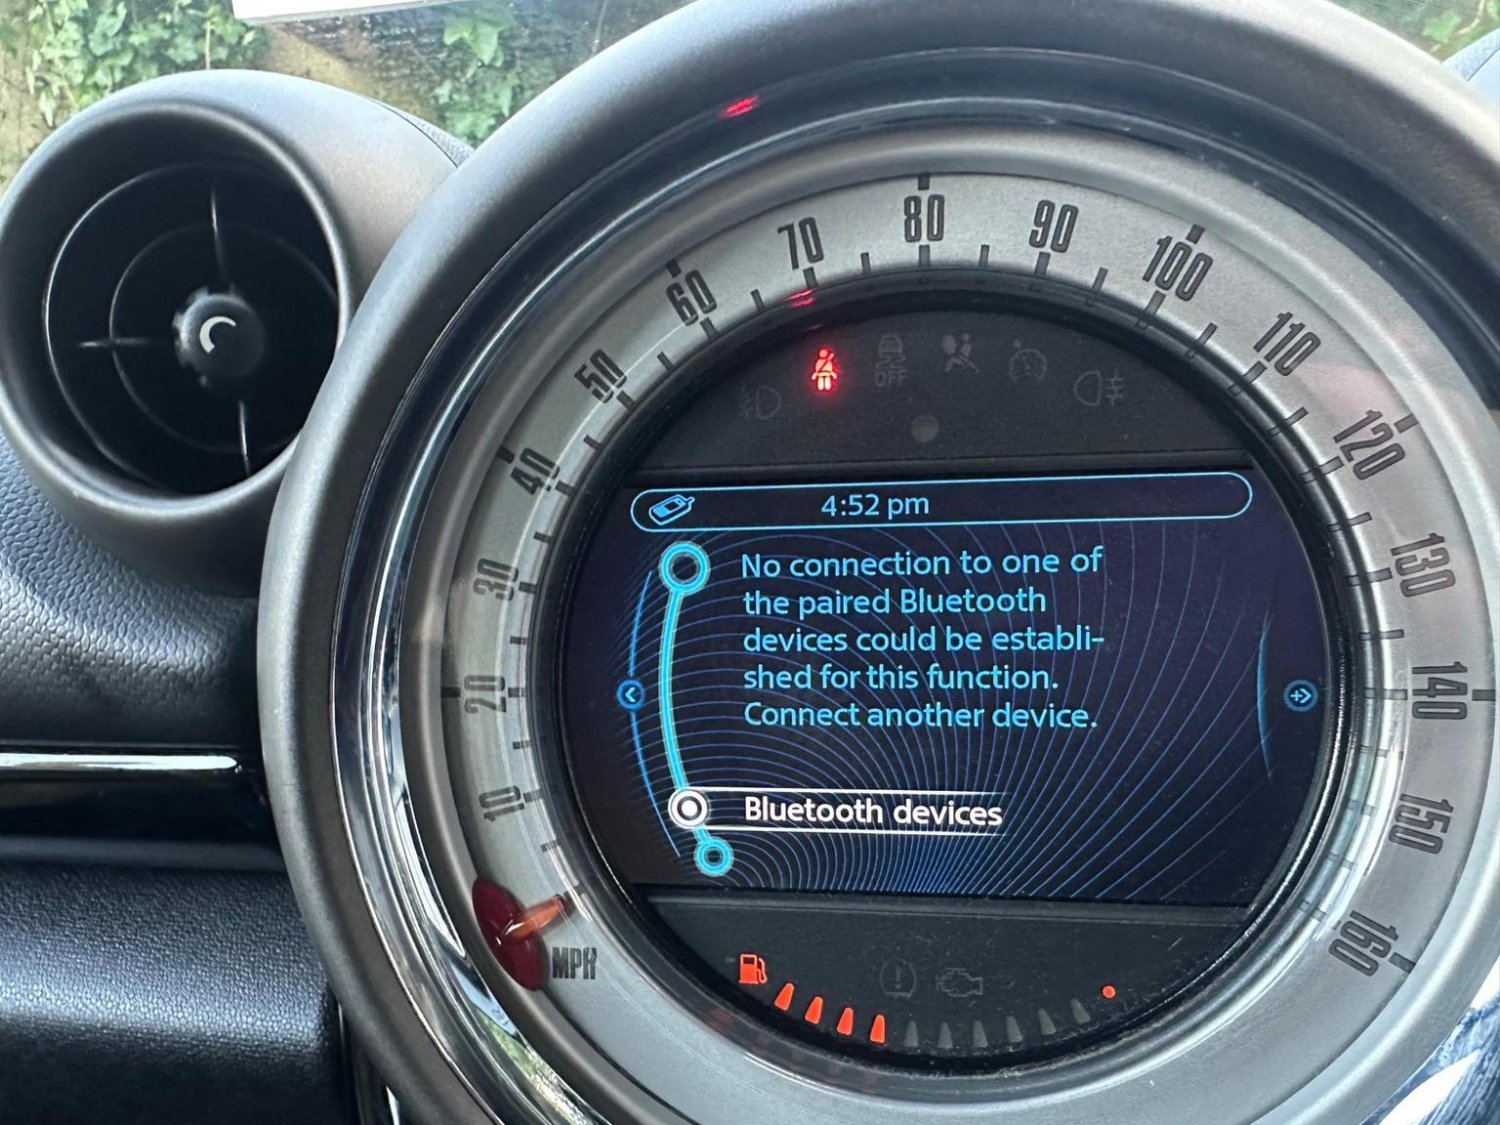 10
20
30
40
50
60
70
80
90
100
110
120
130
140
150
160
MPH
OFF
4:52 pm
No connection to one of
the paired Bluetooth
devices could be establi-
shed for this function.
Connect another device.
Bluetooth devices